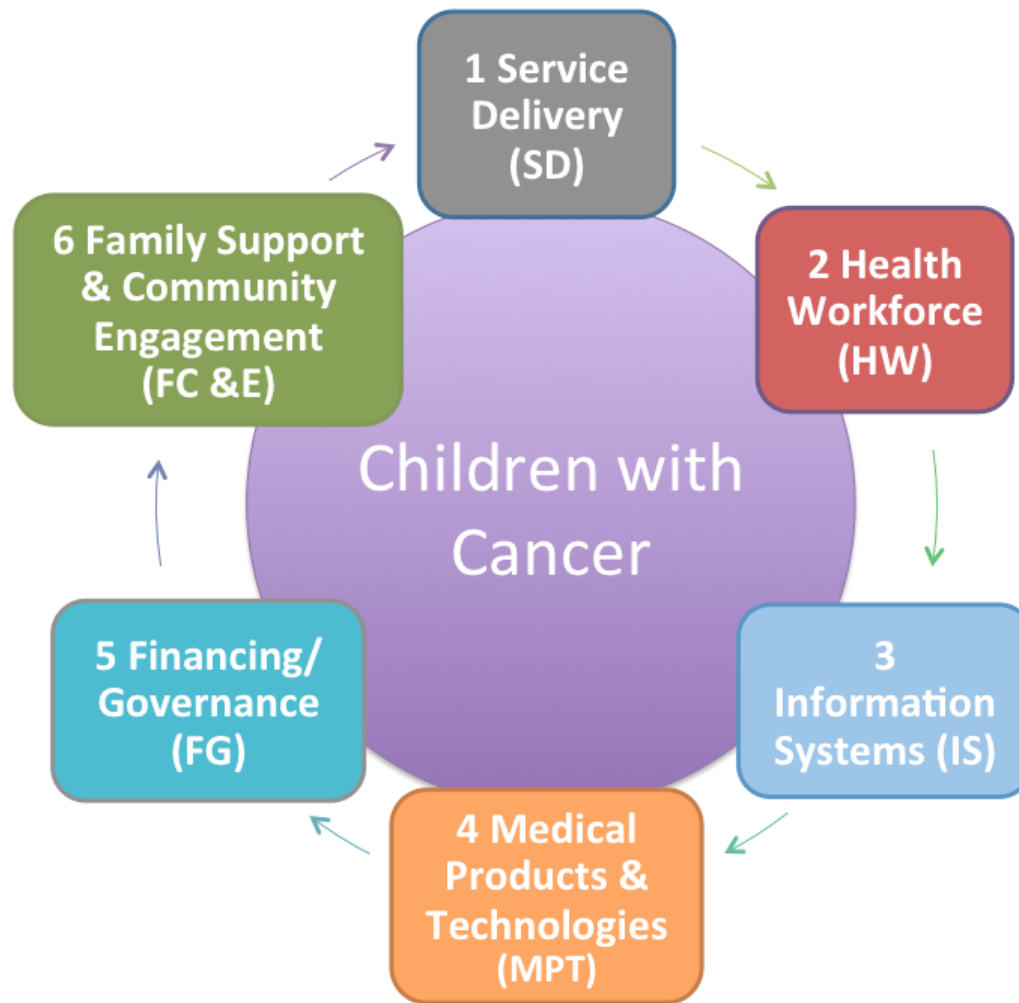 1 Service
Delivery
(SD)
2 Health
Workforce
(HW)
3
Information
Systems (IS)
4 Medical
Products &
Technologies
(MPT)
5 Financing/
Governance
(FG)
6 Family Support
& Community
Engagement
(FC &E)
Children with
Cancer